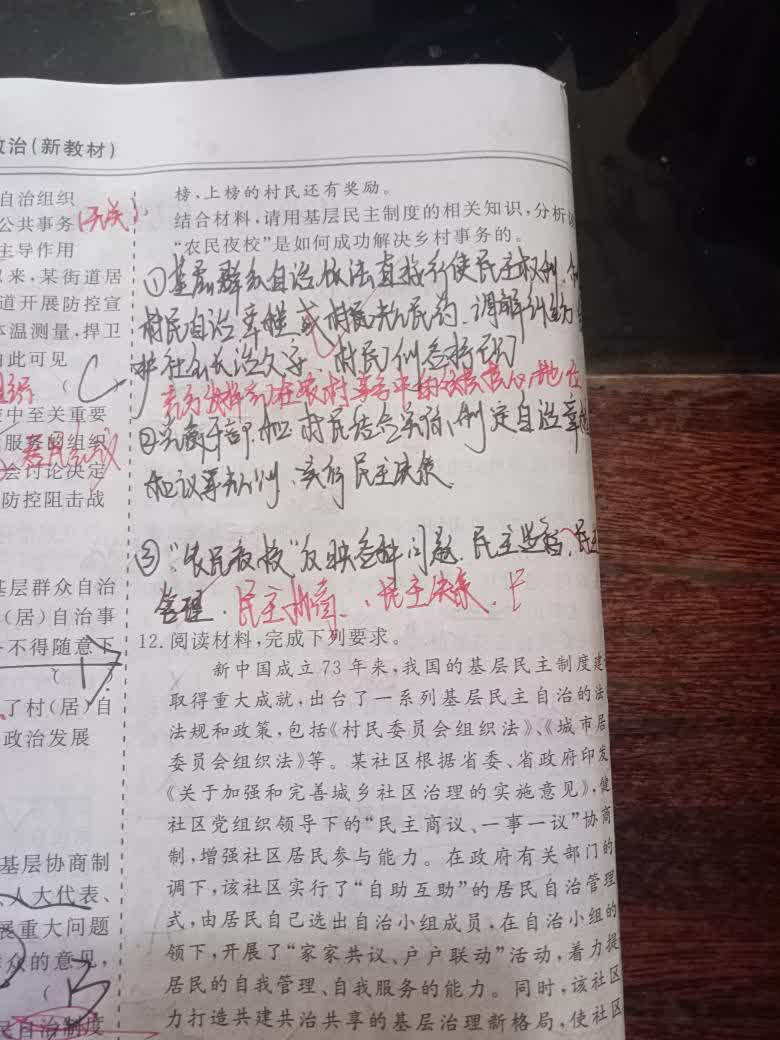 政治(新教材)
自治组织
公共事务
主导作用
以来,某街道居
道开展防控宣
体温测量,捍卫
由此可见
(
中至关重要
服务的组织
会讨论决定
防控阻击战
基层群众自治
(居)自治事
不得随意下
了村(居)自
政治发展
基层协商制
、人大代表、
展重大问题
众的意见,
(
自治制度
榜,上榜的村民还有奖励。
结合材料,请用基层民主制度的相关知识,分析
“农民夜校”是如何成功解决乡村事务的。
①基层群众自治依法直接行使民主权利
村民自治章程或村规民约、调解纠纷
护社会长治久安
②党藏干部和村民结合实际、制定自治章
和议事规则、实行民主决策
③“农民夜校”反映各种问题、民主选举、民主
管理、民主协商、民主决策、
12. 阅读材料,完成下列要求。
新中国成立 73 年来,我国的基层民主制度建
取得重大成就,出台了一系列基层民主自治的法
法规和政策,包括《村民委员会组织法》、《城市居
委员会组织法》等。某社区根据省委、省政府印发
《关于加强和完善城乡社区治理的实施意见》,健
社区党组织领导下的“民主商议、一事一议”协商
制,增强社区居民参与能力。在政府有关部门的
调下,该社区实行了“自助互助”的居民自治管理
式,由居民自己选出自治小组成员,在自治小组的
领下,开展了“家家共议、户户联动”活动,着力提
居民的自我管理、自我服务的能力。同时,该社区
力打造共建共治共享的基层治理新格局,使社区